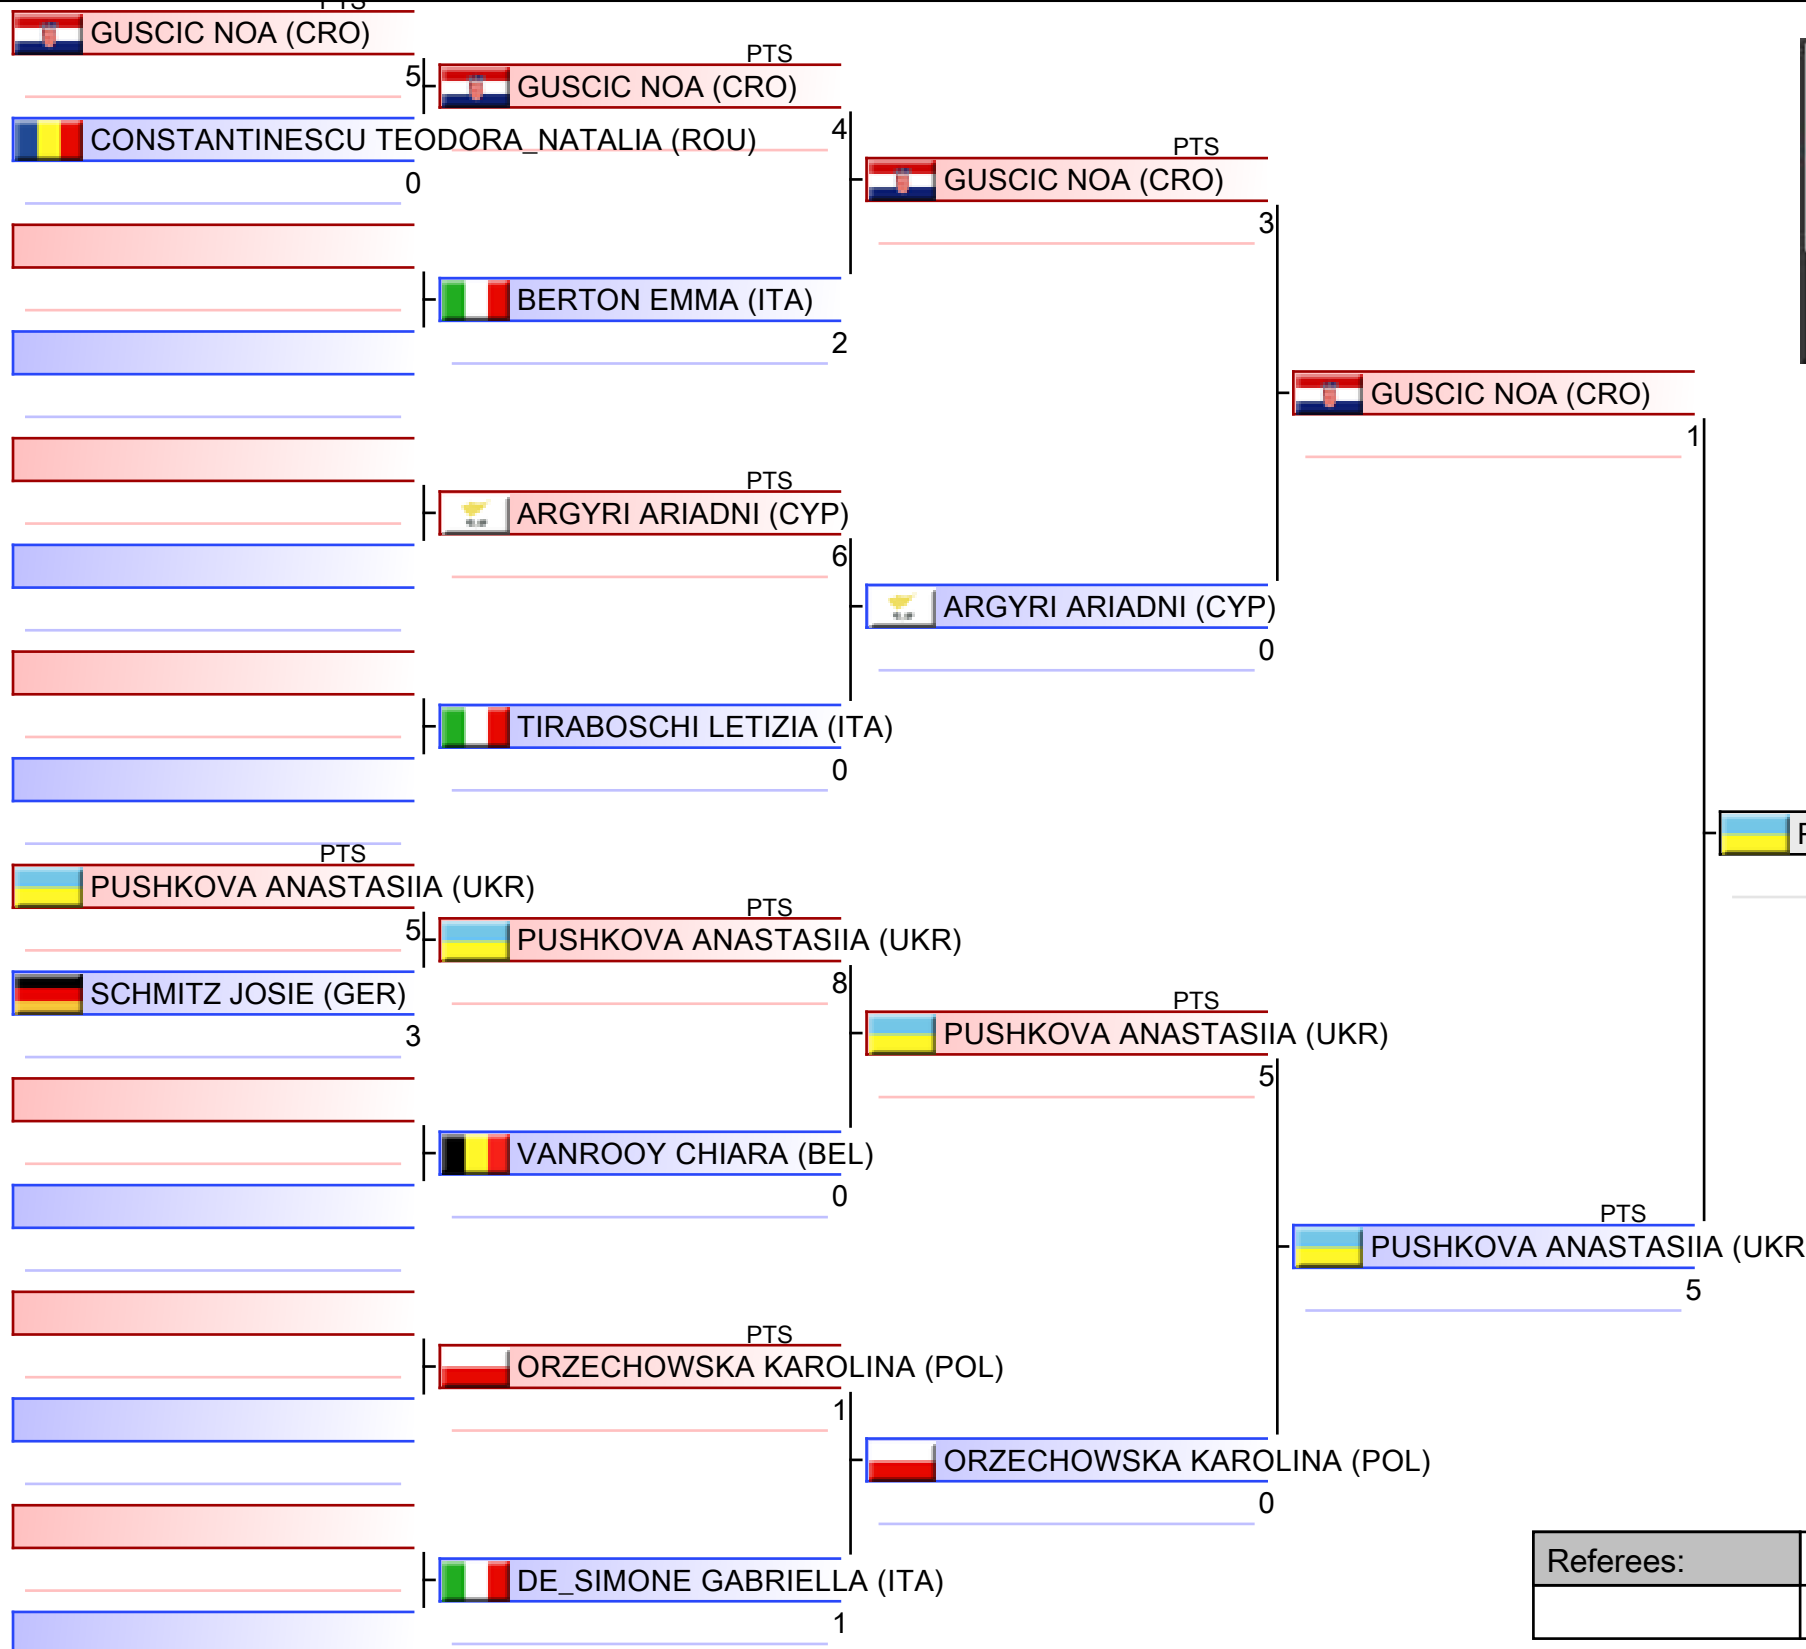 PTS
GUSCIC NOA (CRO)
5
CONSTANTINESCU TEODORA_NATALIA (ROU)
0
PTS
PUSHKOVA ANASTASIIA (UKR)
5
SCHMITZ JOSIE (GER)
3
PTS
GUSCIC NOA (CRO)
4
BERTON EMMA (ITA)
2
PTS
ARGYRI ARIADNI (CYP)
6
TIRABOSCHI LETIZIA (ITA)
0
PTS
PUSHKOVA ANASTASIIA (UKR)
8
VANROOY CHIARA (BEL)
0
PTS
ORZECHOWSKA KAROLINA (POL)
1
DE_SIMONE GABRIELLA (ITA)
1
PTS
GUSCIC NOA (CRO)
3
ARGYRI ARIADNI (CYP)
0
PTS
PUSHKOVA ANASTASIIA (UKR)
5
ORZECHOWSKA KAROLINA (POL)
0
GUSCIC NOA (CRO)
1
PTS
PUSHKOVA ANASTASIIA (UKR
5
Referees: